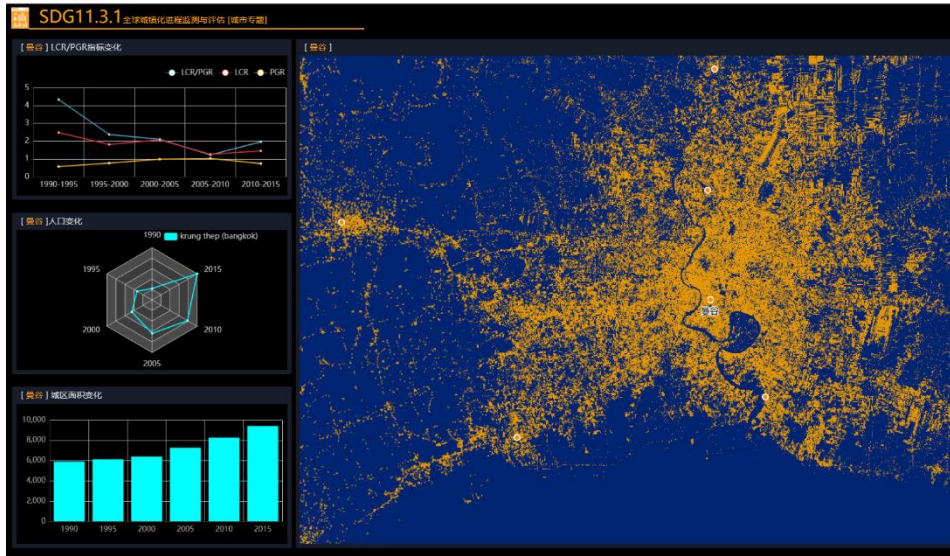 SDG11.3.1全球城镇化进程监测与评估 [城市专题]
[ 曼谷 ] LCR/PGR指标变化
LCR/PGR LCR PGR
5
4
3
2
1
0
1990-1995 1995-2000 2000-2005 2005-2010 2010-2015
[ 曼谷 ]人口变化
1990 krung thep (bangkok)
1995 2015
2000 2010
2005
[ 曼谷 ] 城区面积变化
10,000
8,000
6,000
4,000
2,000
0
1990 1995 2000 2005 2010 2015
[ 曼谷 ]
曼谷